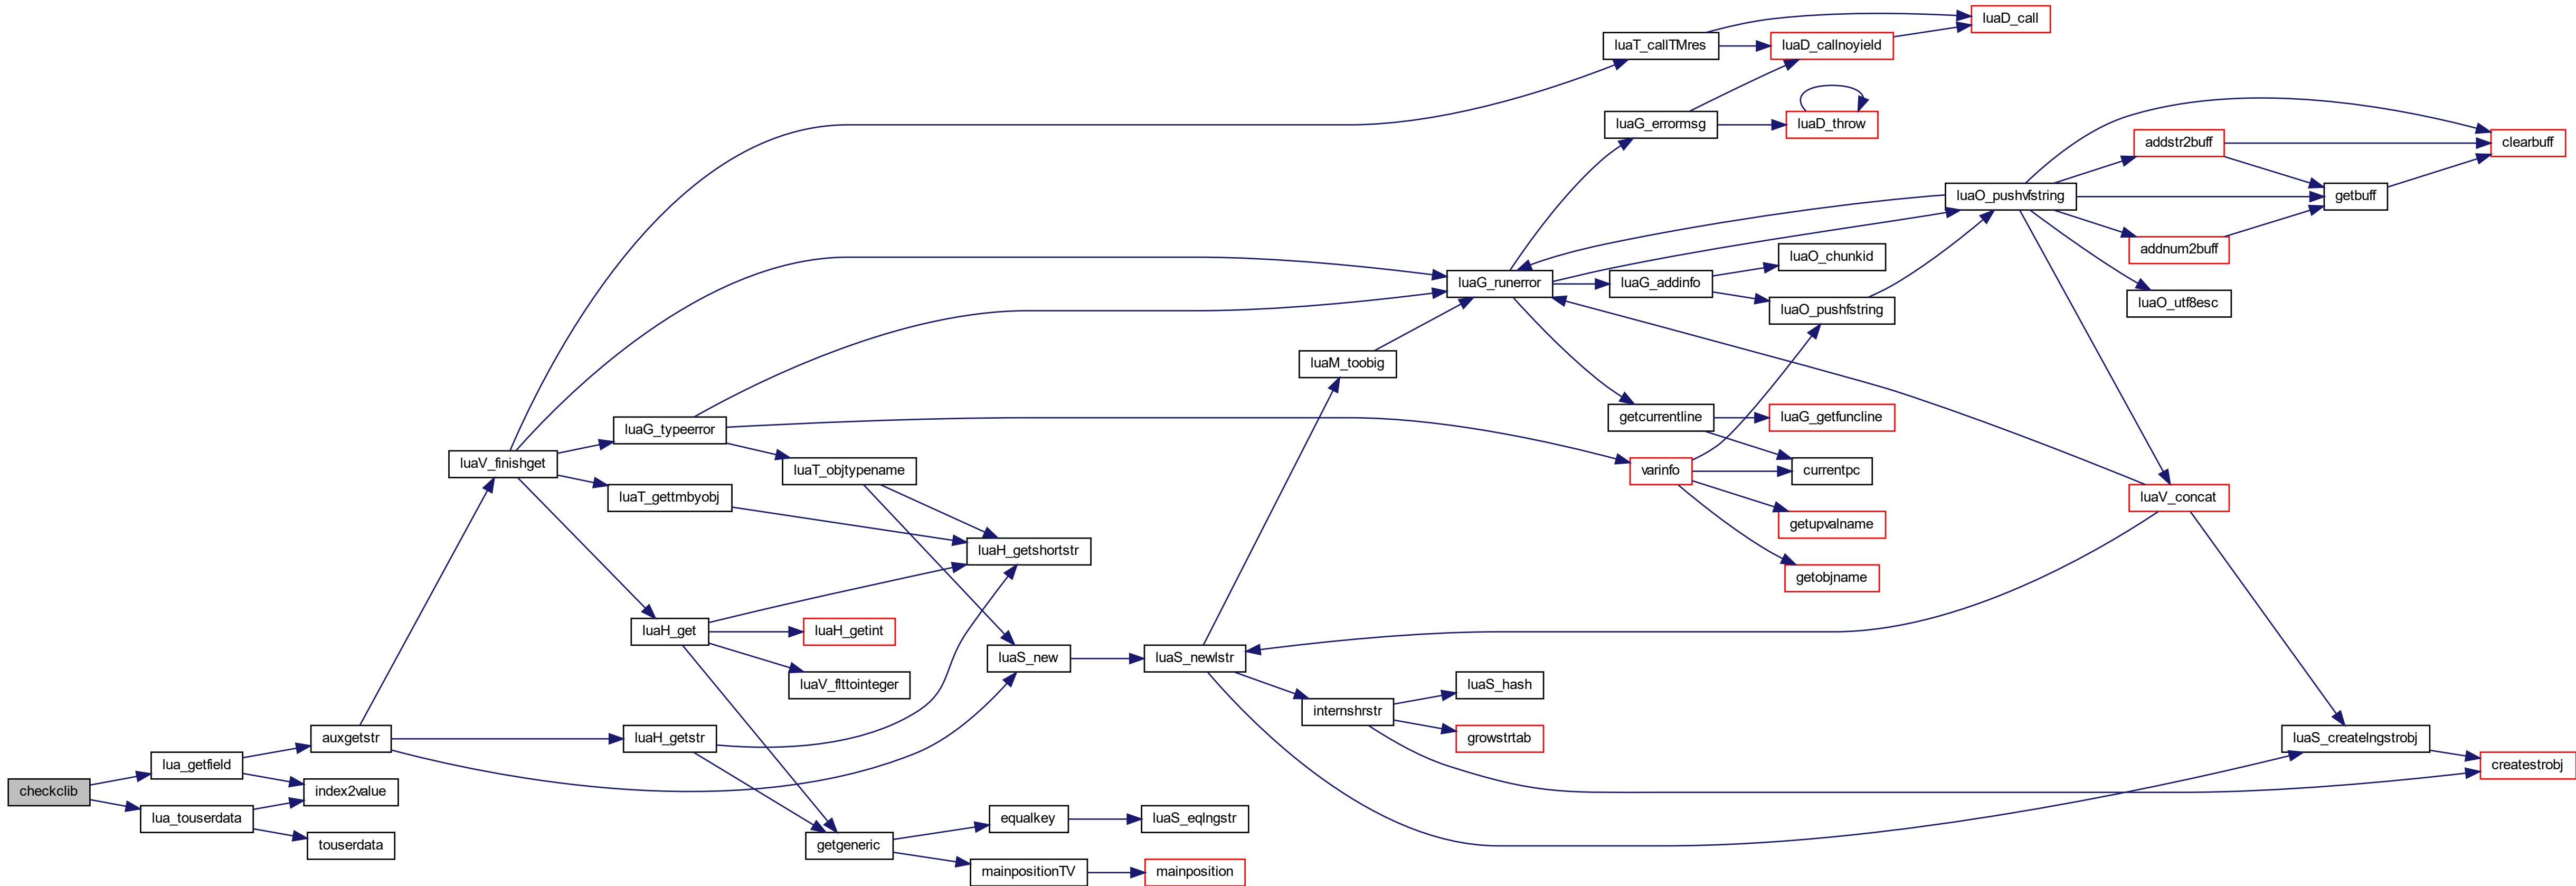 checkclib
lua_getfield
lua_touserdata
auxgetstr
index2value
touserdata
luaV_finishget
luaG_typeerror
luaT_gettmbyobj
luaH_get
luaH_getstr
luaT_objtypename
luaH_getint
luaV_flttointeger
getgeneric
luaH_getshortstr
luaS_new
equalkey
mainpositionTV
luaS_newlstr
luaS_eqlngstr
mainposition
luaM_toobig
internshrstr
luaG_runerror
luaS_hash
growstrtab
luaT_callTMres
luaG_errormsg
luaG_addinfo
getcurrentline
varinfo
luaD_callnoyield
luaD_throw
luaO_chunkid
luaO_pushfstring
luaG_getfuncline
currentpc
getupvalname
getobjname
luaD_call
luaO_pushvfstring
addstr2buff
addnum2buff
luaO_utf8esc
luaV_concat
getbuff
luaS_createlngstrobj
clearbuff
createstrobj